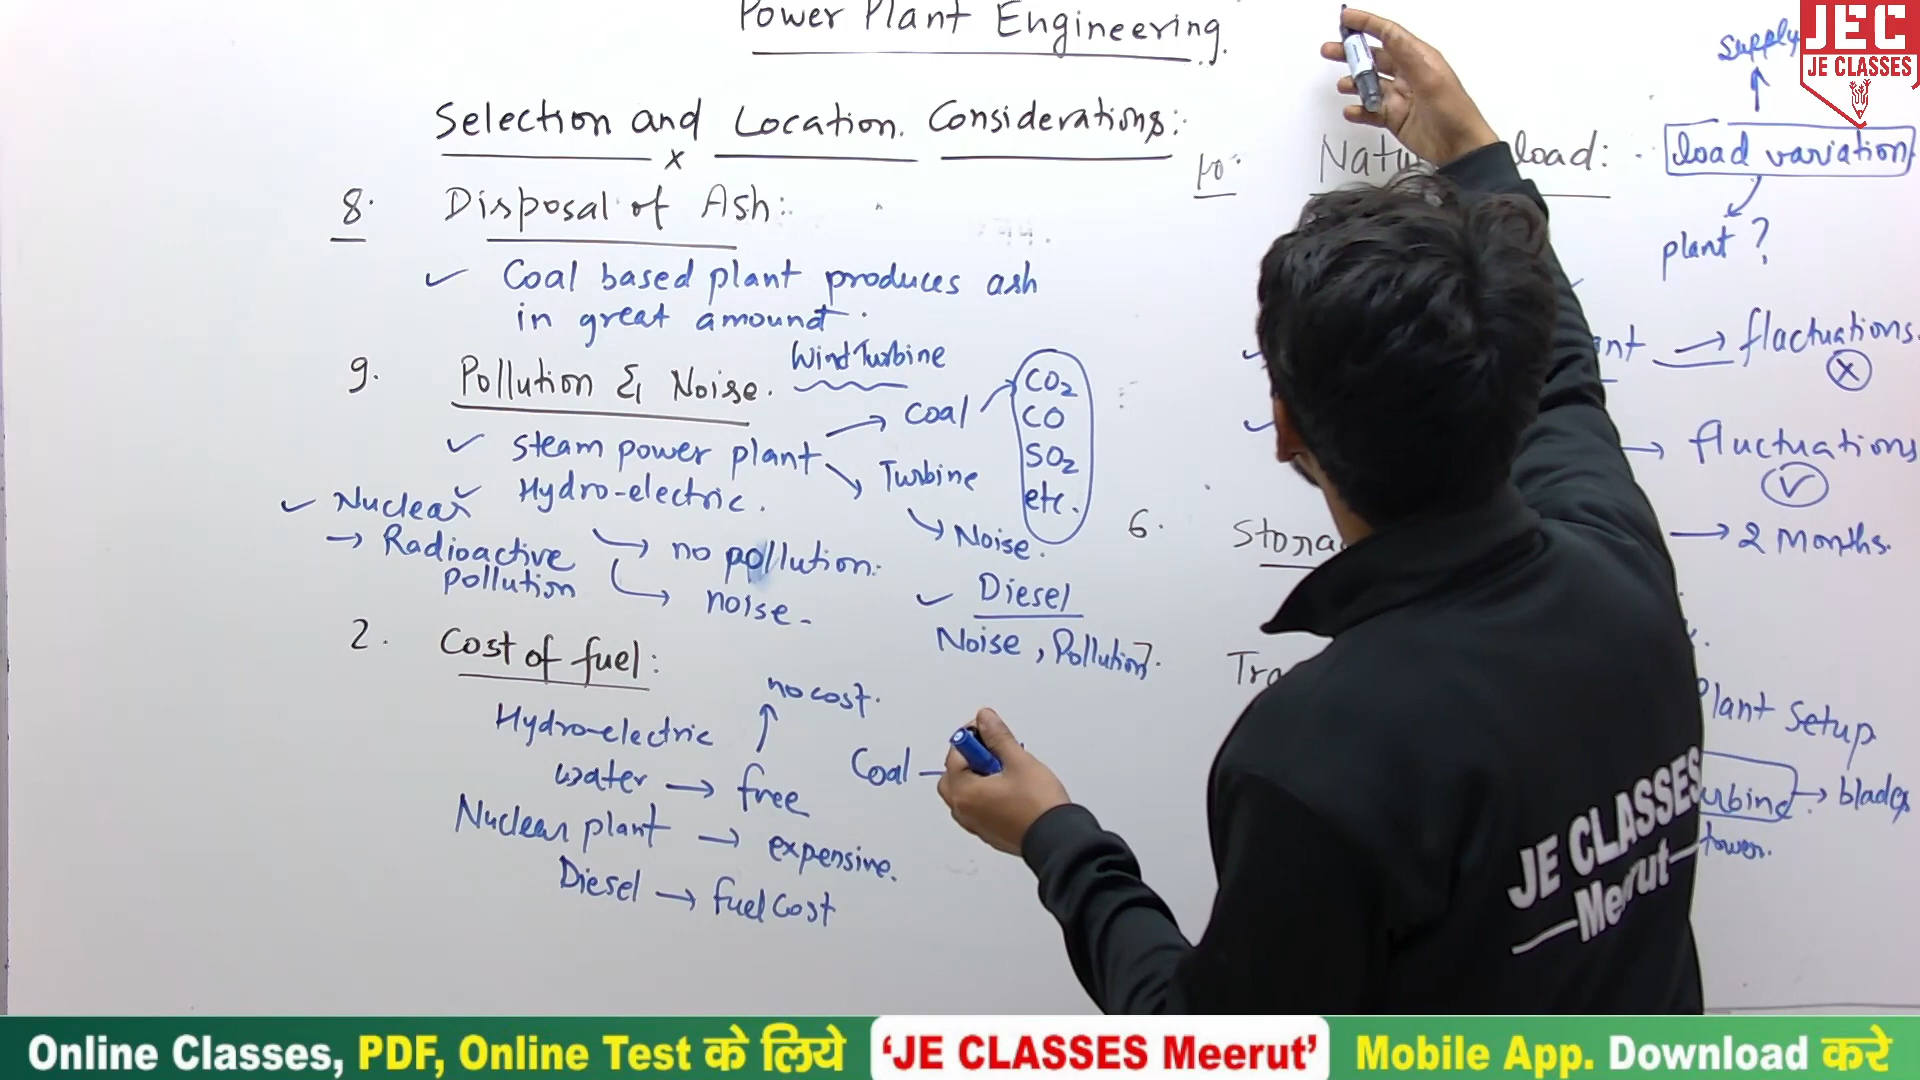 Power Plant Engineering.
Selection and Location. Considerations:
x
8. Disposal of Ash:
✓ Coal based plant produces ash
in great amount.
9. Pollution & Noise. Wind Turbine
✓ steam power plant → Coal → CO2
CO
SO2
etc.
→ Turbine
→ Noise.
✓ Hydro-electric.
→ no pollution.
→ noise.
✓ Nuclear
→ Radioactive
pollution
✓ Diesel
Noise, Pollution.
2. Cost of fuel:
Hydro-electric
water → free
↑ no cost.
Nuclear plant → expensive.
Diesel → fuel cost
Coal
10. load:
load variation
supply
plant ?
→ flactuations.
x
→ fluctuations
✓
6.
→ 2 Months.
Plant Setup
→ blades
tower.
JEC
JE CLASSES
JE CLASSES
Meerut
Online Classes, PDF, Online Test के लिये 'JE CLASSES Meerut' Mobile App. Download करे